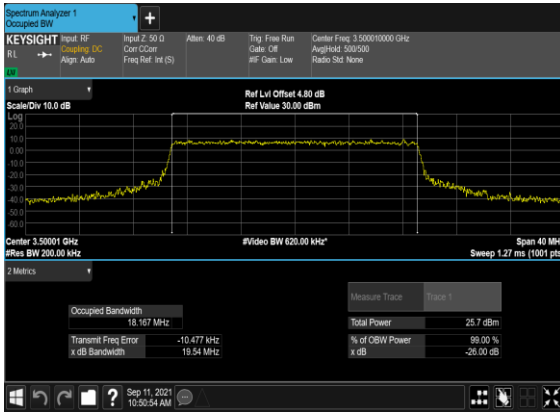 Spectrum Analyzer 1
Occupied BW
KEYSIGHT
RL
Input: RF
Coupling: DC
Align: Auto
Input Z: 50 Ω
Corr CCorr
Freq Ref: Int (S)
Atten: 40 dB
Trig: Free Run
Gate: Off
#IF Gain: Low
Center Freq: 3.500010000 GHz
Avg|Hold: 500/500
Radio Std: None
LVI
1 Graph
Scale/Div 10.0 dB
Ref Lvl Offset 4.80 dB
Ref Value 30.00 dBm
Log
20.0
10.0
0.00
-10.0
-20.0
-30.0
-40.0
-50.0
-60.0
Center 3.50001 GHz
#Res BW 200.00 kHz
#Video BW 620.00 kHz*
Span 40 MH
Sweep 1.27 ms (1001 pts
2 Metrics
Measure Trace
Trace 1
Occupied Bandwidth
18.167 MHz
Total Power
25.7 dBm
Transmit Freq Error
-10.477 kHz
% of OBW Power
99.00 %
x dB Bandwidth
19.54 MHz
x dB
-26.00 dB
?
Sep 11, 2021
10:50:54 AM